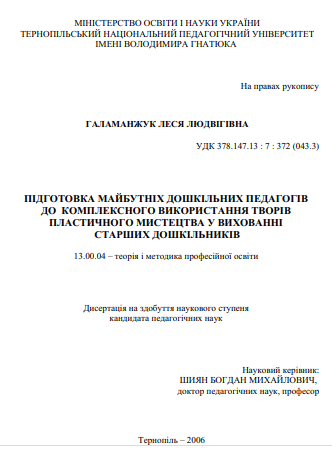 МІНІСТЕРСТВО ОСВІТИ І НАУКИ УКРАЇНИ
ТЕРНОПІЛЬСЬКИЙ НАЦІОНАЛЬНИЙ ПЕДАГОГІЧНИЙ УНІВЕРСИТЕТ
ІМЕНІ ВОЛОДИМИРА ГНАТЮКА
На правах рукопису
ГАЛАМАНЖУК ЛЕСЯ ЛЮДВІГІВНА
УДК 378.147.13 : 7 : 372 (043.3)
ПІДГОТОВКА МАЙБУТНІХ ДОШКІЛЬНИХ ПЕДАГОГІВ
ДО КОМПЛЕКСНОГО ВИКОРИСТАННЯ ТВОРІВ
ПЛАСТИЧНОГО МИСТЕЦТВА У ВИХОВАННІ
СТАРШИХ ДОШКІЛЬНИКІВ
13.00.04 – теорія і методика професійної освіти
Дисертація на здобуття наукового ступеня
кандидата педагогічних наук
Науковий керівник:
ШИЯН БОГДАН МИХАЙЛОВИЧ,
доктор педагогічних наук, професор
Тернопіль – 2006